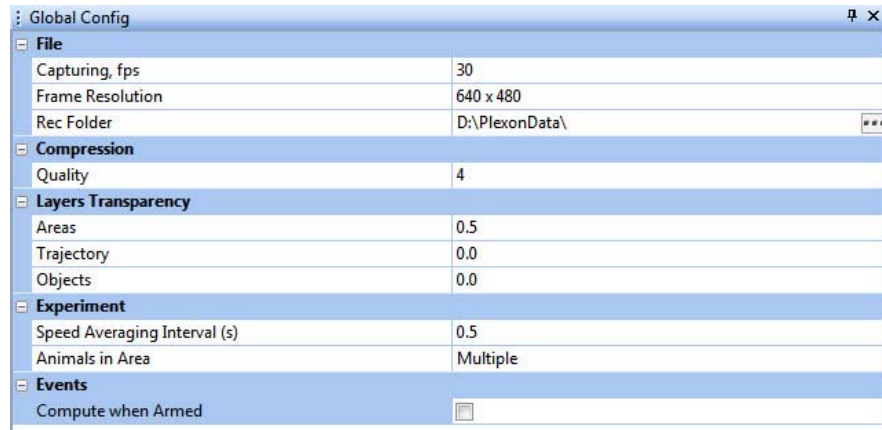 Global Config
File
Capturing, fps 30
Frame Resolution 640 x 480
Rec Folder D:\PlexonData\
Compression
Quality 4
Layers Transparency
Areas 0.5
Trajectory 0.0
Objects 0.0
Experiment
Speed Averaging Interval (s) 0.5
Animals in Area Multiple
Events
Compute when Armed